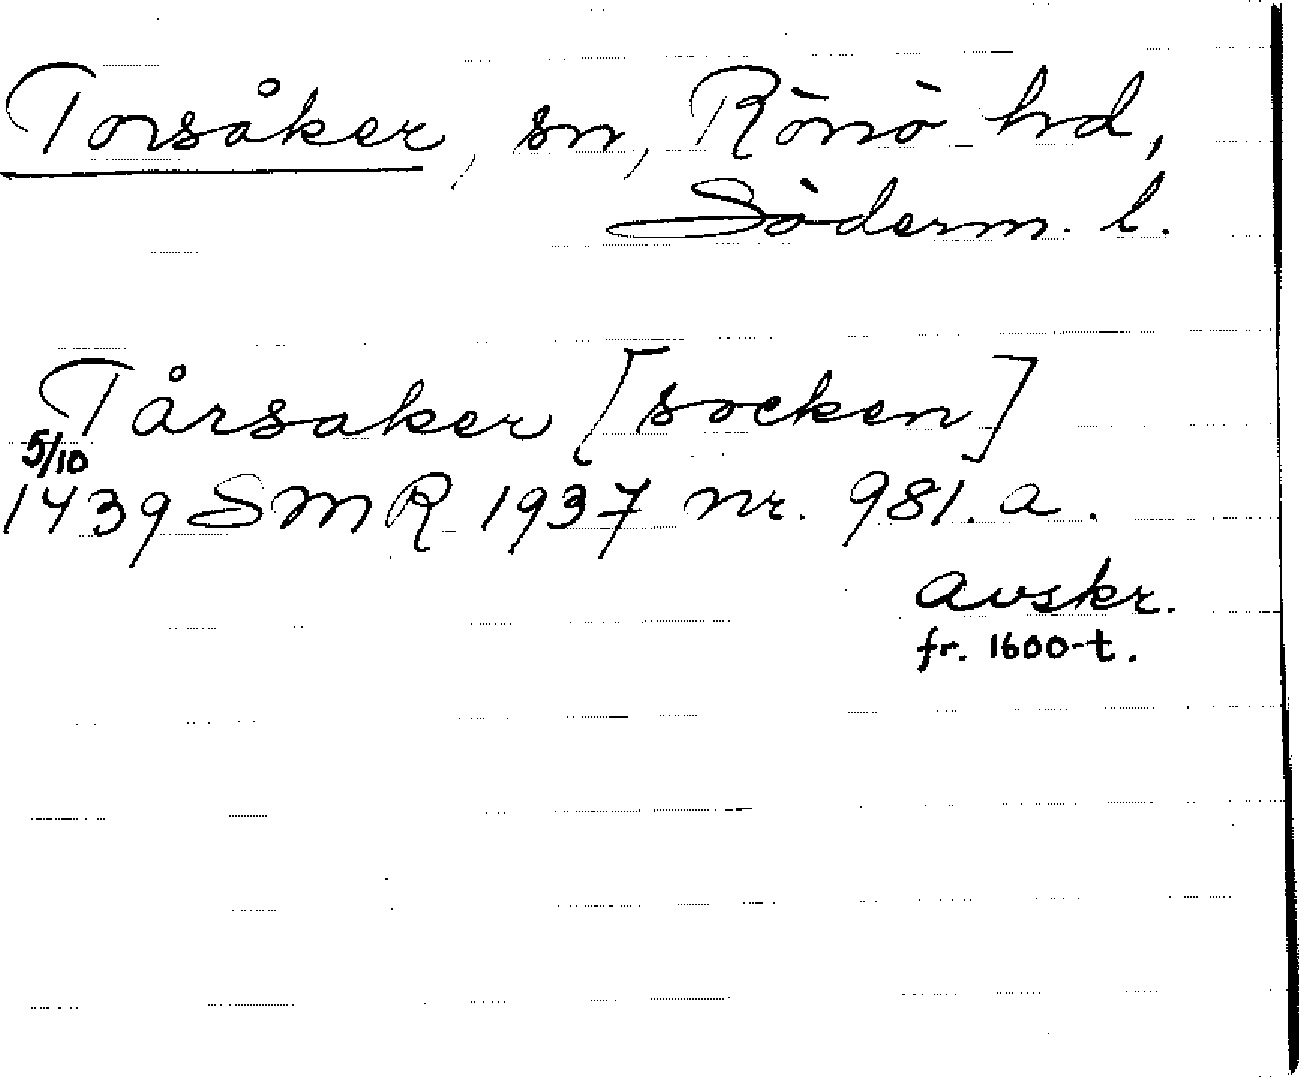 Torsåker, sn, Rönö hd,
Söderm. l.
Tårsaker [socken]
5/10
1439 SMR 1937 nr. 981. a.
avskr.
fr. 1600-t.